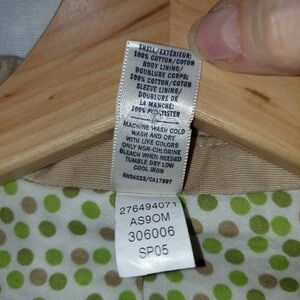 SHELL/EXTÉRIEUR:
100% COTTON/COTON
BODY LINING/
DOUBLURE CORPS:
100% COTTON/COTON
SLEEVE LINING/
DOUBLURE DE
LA MANCHE:
100% POLYESTER
MACHINE WASH COLD
WASH AND DRY
WITH LIKE COLORS
ONLY NON-CHLORINE
BLEACH WHEN NEEDED
TUMBLE DRY LOW
COOL IRON
RN54023/CA17897
276494071
AS9OM
306006
SP05